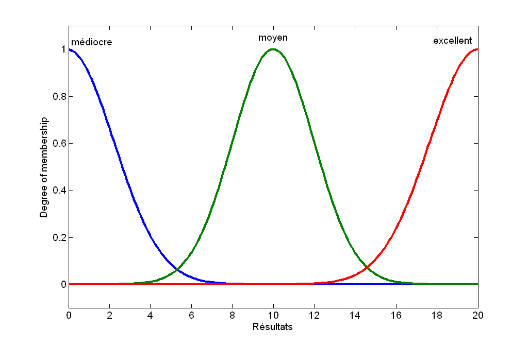 médiocre
moyen
excellent
1
0.8
0.6
0.4
0.2
0
Degree of membership
0 2 4 6 8 10 12 14 16 18 20
Résultats